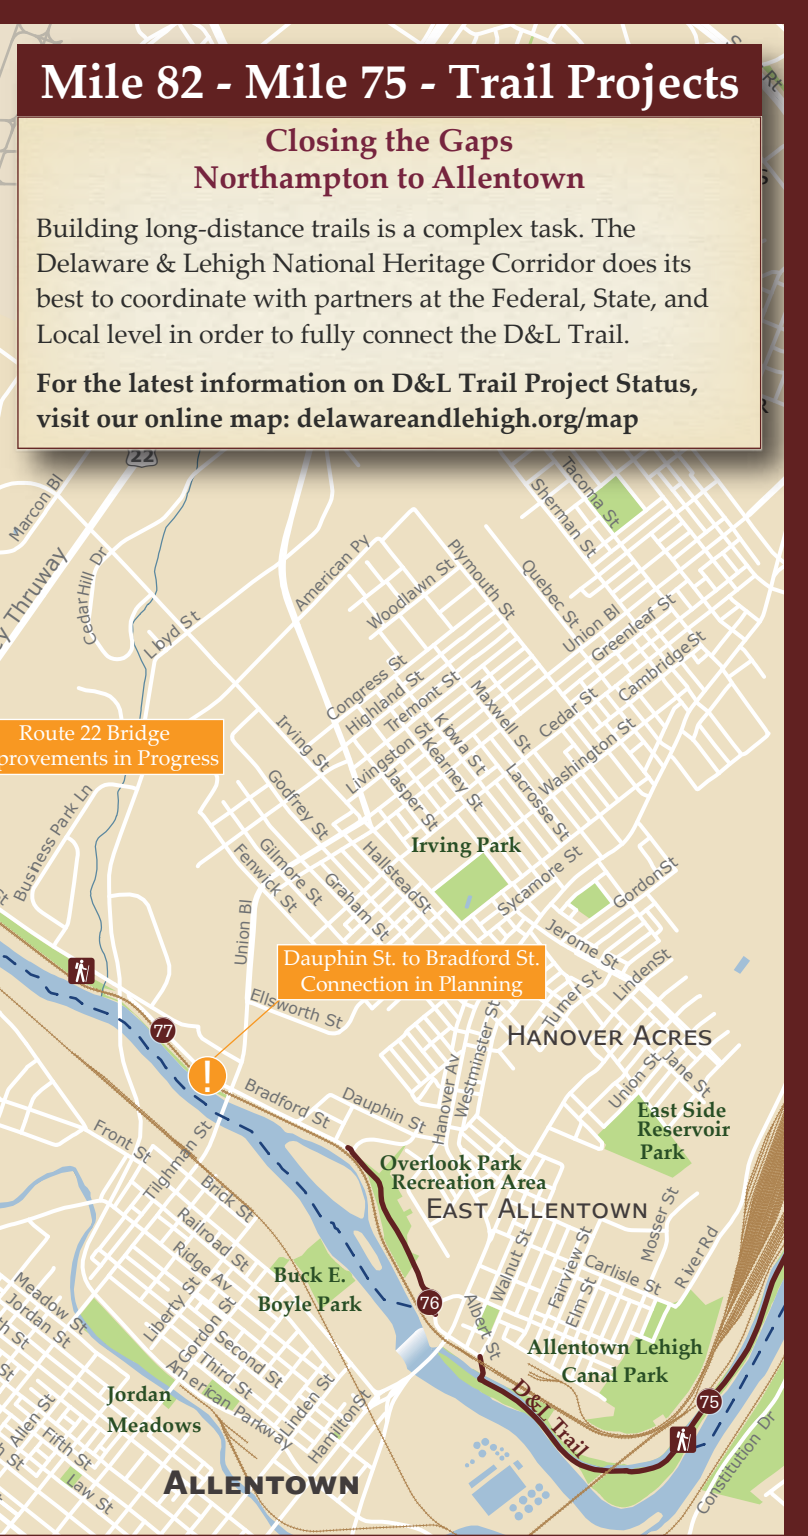 Mile 82 - Mile 75 - Trail Projects
Closing the Gaps
Northampton to Allentown
Building long-distance trails is a complex task. The
Delaware & Lehigh National Heritage Corridor does its
best to coordinate with partners at the Federal, State, and
Local level in order to fully connect the D&L Trail.
For the latest information on D&L Trail Project Status,
visit our online map: delawareandlehigh.org/map
22
Marcon Bl
Tacoma St
Sherman St
Thruway
Cedar Hill Dr
American Py
Plymouth St
Woodlawn St
Quebec St
Union Bl
Greenleaf St
Lloyd St
Cambridge St
Congress St
Highland St
Tremont St
Maxwell St
Cedar St
Washington St
Route 22 Bridge
provements in Progress
Irving St
Livingston St
Kiowa St
Kearney St
Jasper St
Lacrosse St
Godfrey St
Business Park Ln
Gilmore St
Fenwick St
Hallstead St
Graham St
Irving Park
Sycamore St
Gordon St
Union Bl
Jerome St
Linden St
Turner St
Dauphin St. to Bradford St.
Connection in Planning
Ellsworth St
Westminster St
Hanover Av
77
!
Hanover Acres
Union St
Jane St
Bradford St
Dauphin St
East Side
Reservoir
Park
Front St
Tilghman St
Brick St
Overlook Park
Recreation Area
East Allentown
Railroad St
Ridge Av
Liberty St
Gordon St
Second St
Third St
American Parkway
Linden St
Hamilton St
Buck E.
Boyle Park
76
Albert St
Walnut St
Fairview St
Elm St
Carlisle St
Mosser St
River Rd
Meadow St
Jordan St
Allentown Lehigh
Canal Park
Jordan
Meadows
D&L Trail
75
Allen St
Fifth St
Law St
Allentown
Constitution Dr